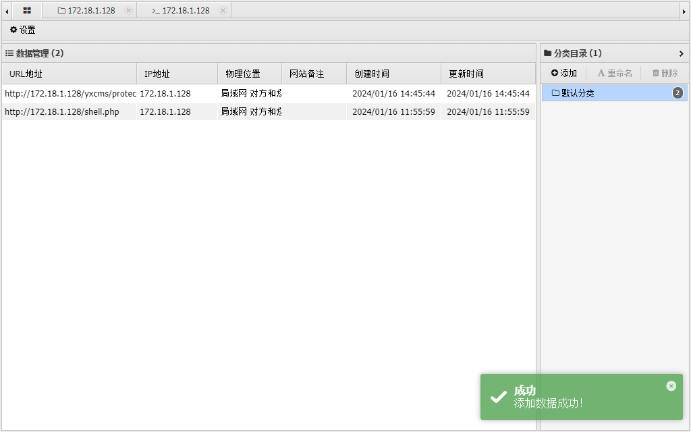 172.18.1.128
>_ 172.18.1.128
设置
数据管理 (2)
分类目录 (1)
URL地址 IP地址 物理位置 网站备注 创建时间 更新时间
添加 重命名 删除
http://172.18.1.128/yxcms/protec 172.18.1.128 局域网 对方和 2024/01/16 14:45:44 2024/01/16 14:45:44
默认分类 2
http://172.18.1.128/shell.php 172.18.1.128 局域网 对方和 2024/01/16 11:55:59 2024/01/16 11:55:59
成功
添加数据成功!